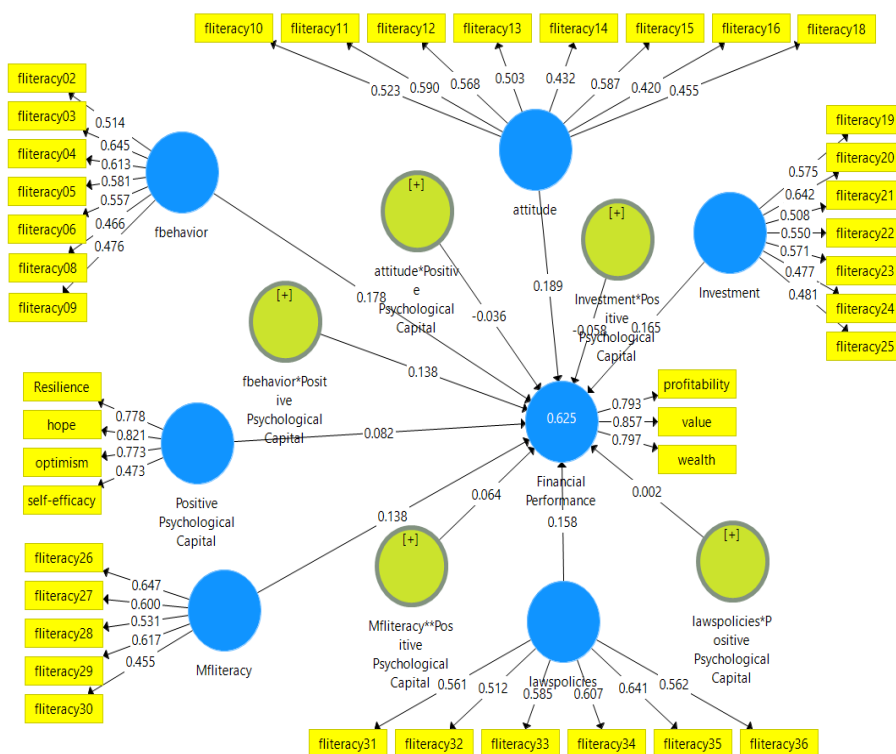 fliteracy10
fliteracy11
fliteracy12
fliteracy13
fliteracy14
fliteracy15
fliteracy16
fliteracy18
0.523
0.590
0.568
0.503
0.432
0.587
0.420
0.455
attitude
fliteracy02
fliteracy03
fliteracy04
fliteracy05
fliteracy06
fliteracy08
fliteracy09
0.514
0.645
0.613
0.581
0.557
0.466
0.476
fbehavior
fliteracy19
fliteracy20
fliteracy21
fliteracy22
fliteracy23
fliteracy24
fliteracy25
0.575
0.642
0.508
0.550
0.571
0.477
0.481
Investment
[+]
attitude*Positiv
e
Psychological
Capital
[+]
Investment*Pos
itive
Psychological
Capital
[+]
fbehavior*Posit
ive
Psychological
Capital
0.178
-0.036
0.189
-0.058
0.165
0.138
Resilience
hope
optimism
self-efficacy
0.778
0.821
0.773
0.473
Positive
Psychological
Capital
0.082
0.625
Financial
Performance
0.793
0.857
0.797
profitability
value
wealth
0.138
0.064
0.158
0.002
fliteracy26
fliteracy27
fliteracy28
fliteracy29
fliteracy30
0.647
0.600
0.531
0.617
0.455
Mfliteracy
[+]
Mfliteracy**Pos
itive
Psychological
Capital
lawspolicies
[+]
lawspolicies*P
ositive
Psychological
Capital
0.561
0.512
0.585
0.607
0.641
0.562
fliteracy31
fliteracy32
fliteracy33
fliteracy34
fliteracy35
fliteracy36